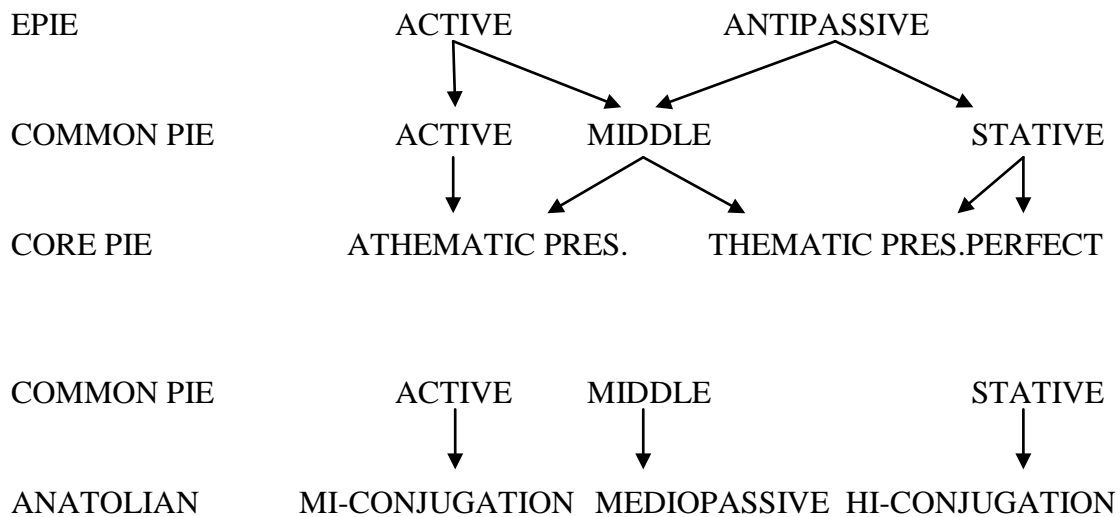 EPIE ACTIVE ANTIPASSIVE
COMMON PIE ACTIVE MIDDLE STATIVE
CORE PIE ATHEMATIC PRES. THEMATIC PRES.PERFECT
COMMON PIE ACTIVE MIDDLE STATIVE
ANATOLIAN MI-CONJUGATION MEDIOPASSIVE HI-CONJUGATION